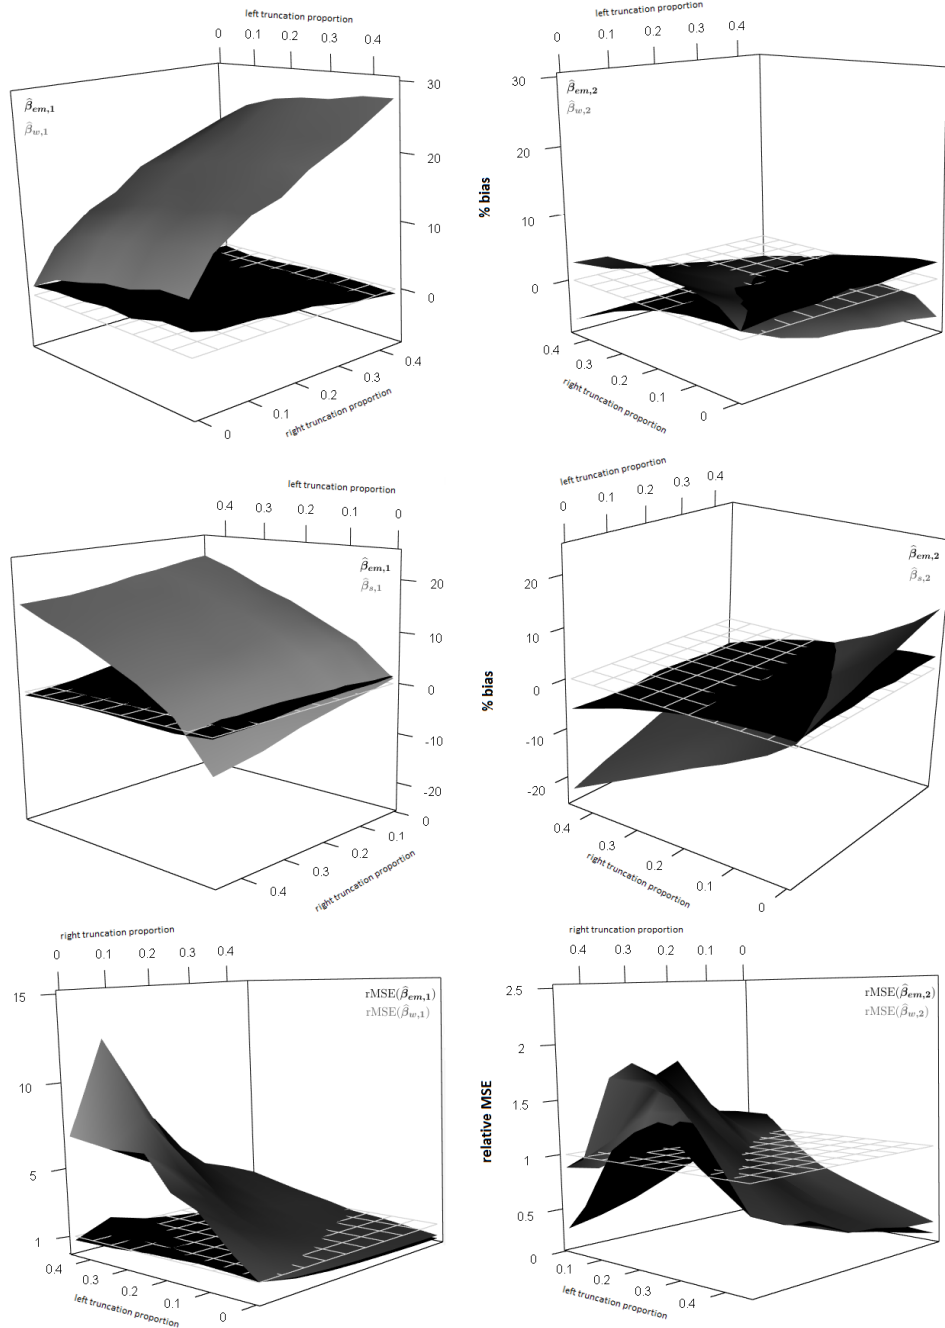 left truncation proportion
0 0.1 0.2 0.3 0.4
β̂em,1
β̂w,1
30
20
10
0
0.4
0.3
0.2
0.1
0
right truncation proportion
left truncation proportion
0 0.1 0.2 0.3 0.4
β̂em,2
β̂w,2
% bias
30
20
10
0
0.4
0.3
0.2
0.1
0
right truncation proportion
left truncation proportion
0.4 0.3 0.2 0.1 0
β̂em,1
β̂s,1
20
10
0
-10
-20
0
0.1
0.2
0.3
0.4
right truncation proportion
left truncation proportion
0 0.1 0.2 0.3 0.4
β̂em,2
β̂s,2
% bias
20
10
0
-10
-20
0.4
0.3
0.2
0.1
0
right truncation proportion
right truncation proportion
0 0.1 0.2 0.3 0.4
rMSE(β̂em,1)
rMSE(β̂w,1)
15
10
5
1
0.4
0.3
0.2
0.1
0
left truncation proportion
right truncation proportion
0.4 0.3 0.2 0.1 0
rMSE(β̂em,2)
rMSE(β̂w,2)
relative MSE
2.5
2
1.5
1
0.5
0
0.1
0.2
0.3
0.4
left truncation proportion